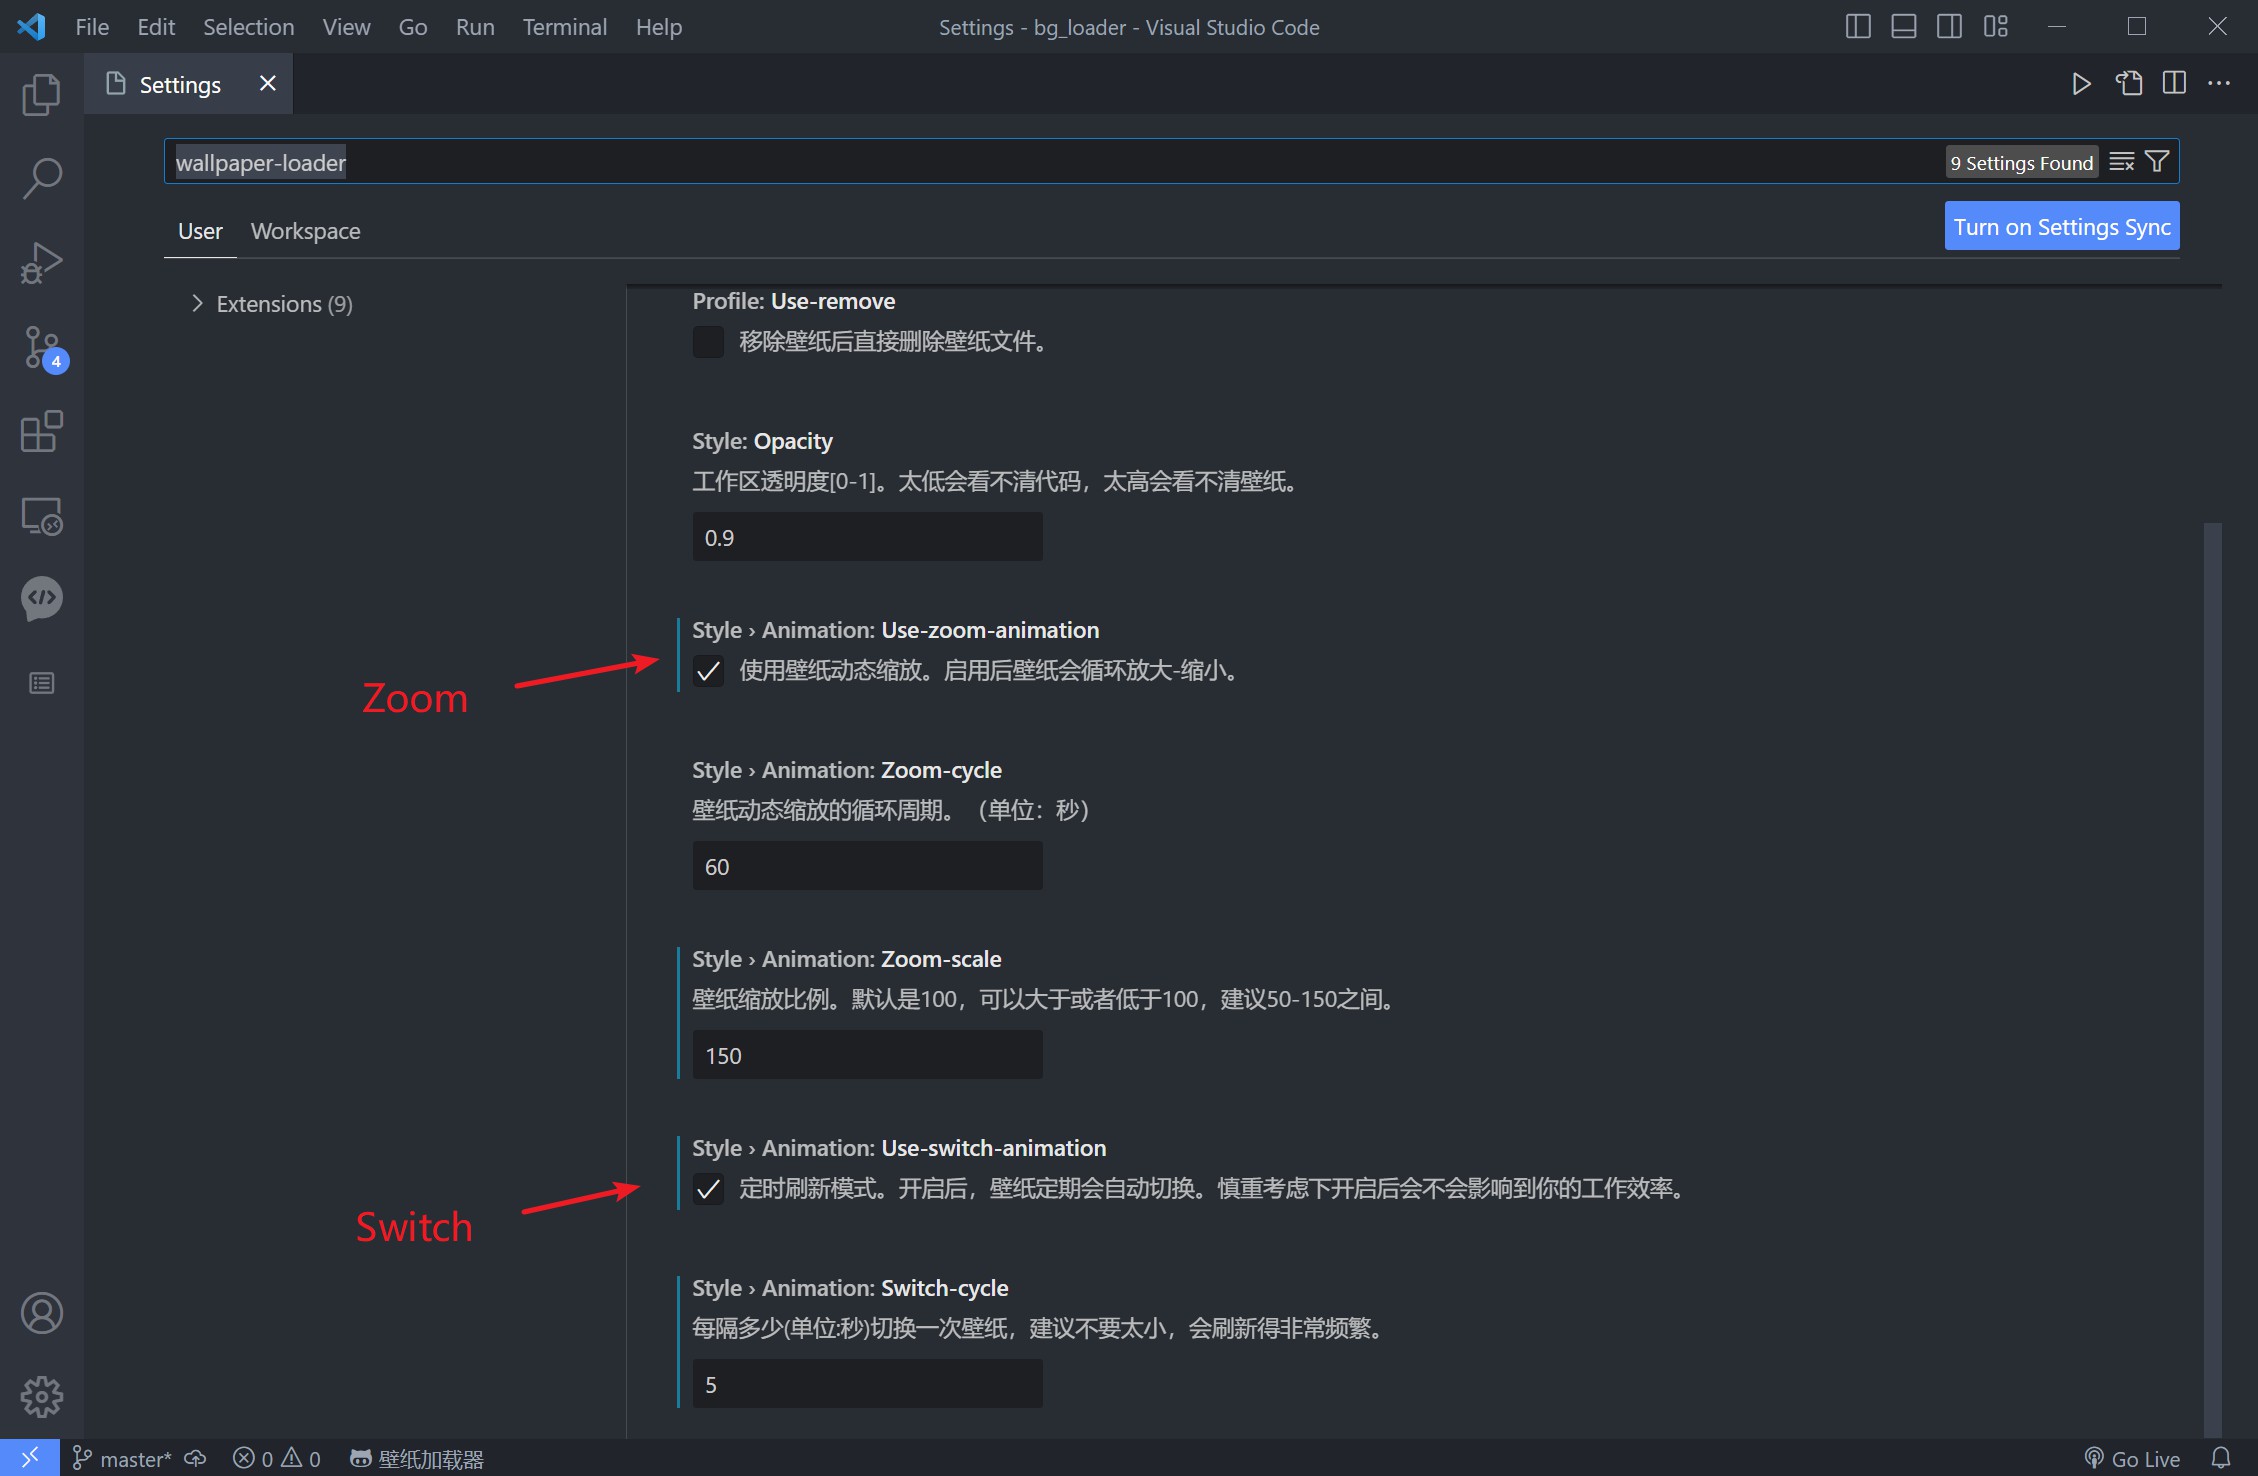 File Edit Selection View Go Run Terminal Help
Settings - bg_loader - Visual Studio Code
Settings
wallpaper-loader
9 Settings Found
User Workspace
Turn on Settings Sync
Extensions (9)
Profile: Use-remove
移除壁纸后直接删除壁纸文件。
Style: Opacity
工作区透明度[0-1]。太低会看不清代码，太高会看不清壁纸。
0.9
Style › Animation: Use-zoom-animation
使用壁纸动态缩放。启用后壁纸会循环放大-缩小。
Zoom
Style › Animation: Zoom-cycle
壁纸动态缩放的循环周期。（单位：秒）
60
Style › Animation: Zoom-scale
壁纸缩放比例。默认是100，可以大于或者低于100，建议50-150之间。
150
Style › Animation: Use-switch-animation
定时刷新模式。开启后，壁纸定期会自动切换。慎重考虑下开启后会不会影响到你的工作效率。
Switch
Style › Animation: Switch-cycle
每隔多少(单位:秒)切换一次壁纸，建议不要太小，会刷新得非常频繁。
5
4
master* 0 0 壁纸加载器
Go Live